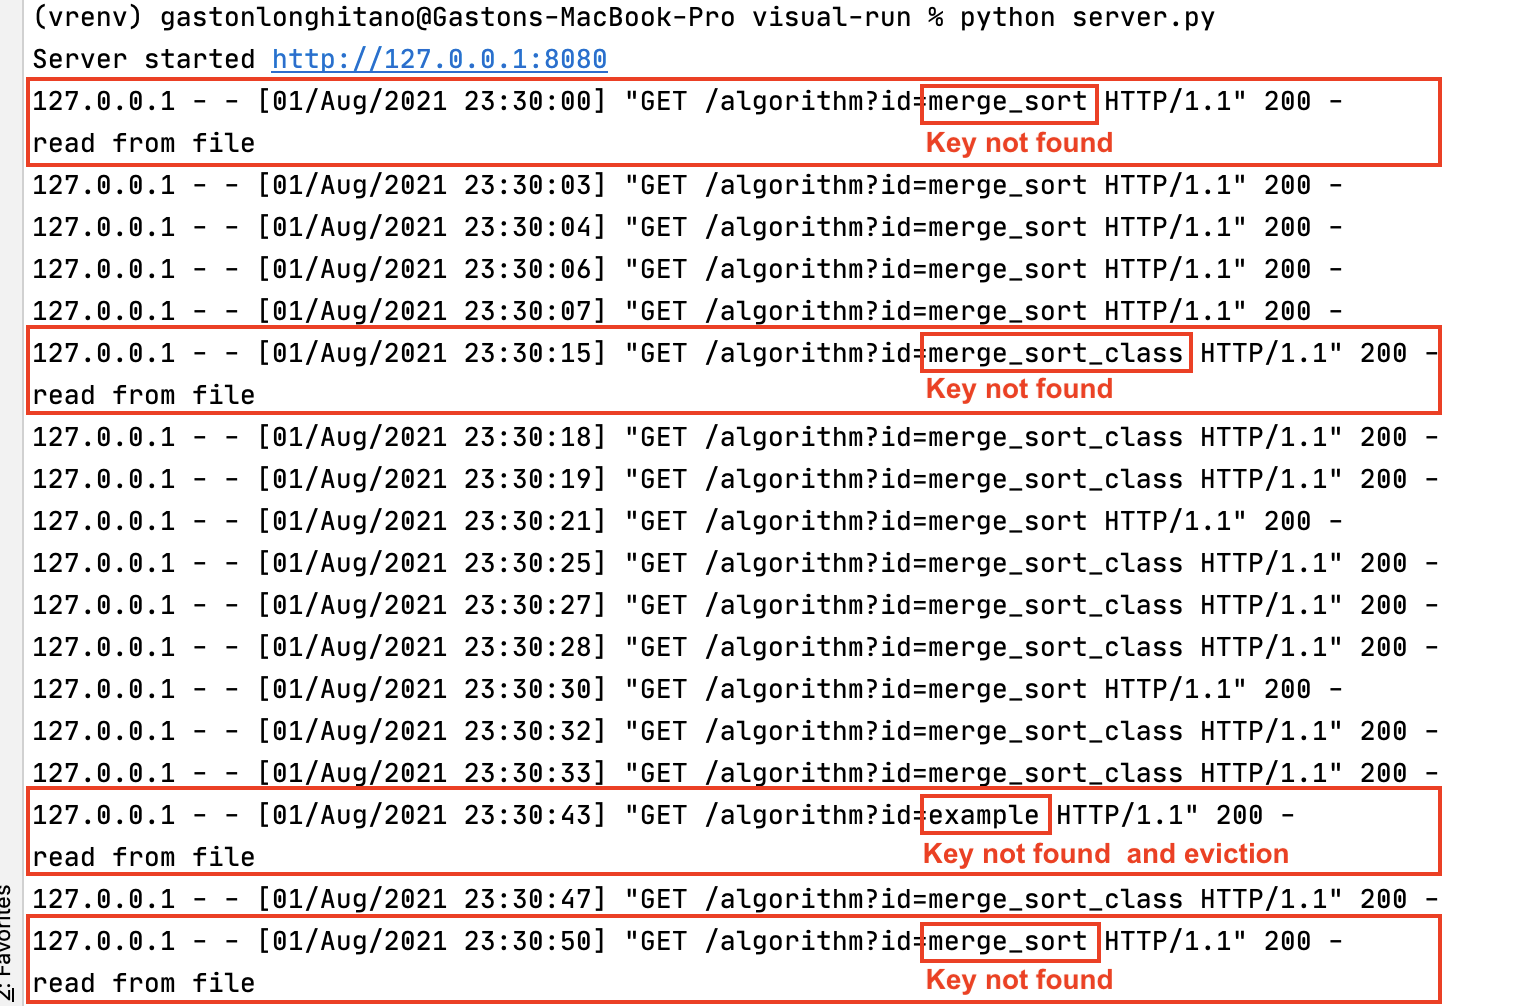 (vrenv) gastonlonghitano@Gastons-MacBook-Pro visual-run % python server.py
Server started http://127.0.0.1:8080
127.0.0.1 - - [01/Aug/2021 23:30:00] "GET /algorithm?id=merge_sort HTTP/1.1" 200 -
read from file Key not found
127.0.0.1 - - [01/Aug/2021 23:30:03] "GET /algorithm?id=merge_sort HTTP/1.1" 200 -
127.0.0.1 - - [01/Aug/2021 23:30:04] "GET /algorithm?id=merge_sort HTTP/1.1" 200 -
127.0.0.1 - - [01/Aug/2021 23:30:06] "GET /algorithm?id=merge_sort HTTP/1.1" 200 -
127.0.0.1 - - [01/Aug/2021 23:30:07] "GET /algorithm?id=merge_sort HTTP/1.1" 200 -
127.0.0.1 - - [01/Aug/2021 23:30:15] "GET /algorithm?id=merge_sort_class HTTP/1.1" 200 -
read from file Key not found
127.0.0.1 - - [01/Aug/2021 23:30:18] "GET /algorithm?id=merge_sort_class HTTP/1.1" 200 -
127.0.0.1 - - [01/Aug/2021 23:30:19] "GET /algorithm?id=merge_sort_class HTTP/1.1" 200 -
127.0.0.1 - - [01/Aug/2021 23:30:21] "GET /algorithm?id=merge_sort HTTP/1.1" 200 -
127.0.0.1 - - [01/Aug/2021 23:30:25] "GET /algorithm?id=merge_sort_class HTTP/1.1" 200 -
127.0.0.1 - - [01/Aug/2021 23:30:27] "GET /algorithm?id=merge_sort_class HTTP/1.1" 200 -
127.0.0.1 - - [01/Aug/2021 23:30:28] "GET /algorithm?id=merge_sort_class HTTP/1.1" 200 -
127.0.0.1 - - [01/Aug/2021 23:30:30] "GET /algorithm?id=merge_sort HTTP/1.1" 200 -
127.0.0.1 - - [01/Aug/2021 23:30:32] "GET /algorithm?id=merge_sort_class HTTP/1.1" 200 -
127.0.0.1 - - [01/Aug/2021 23:30:33] "GET /algorithm?id=merge_sort_class HTTP/1.1" 200 -
127.0.0.1 - - [01/Aug/2021 23:30:43] "GET /algorithm?id=example HTTP/1.1" 200 -
read from file Key not found and eviction
127.0.0.1 - - [01/Aug/2021 23:30:47] "GET /algorithm?id=merge_sort_class HTTP/1.1" 200 -
127.0.0.1 - - [01/Aug/2021 23:30:50] "GET /algorithm?id=merge_sort HTTP/1.1" 200 -
read from file Key not found
2: Favorites